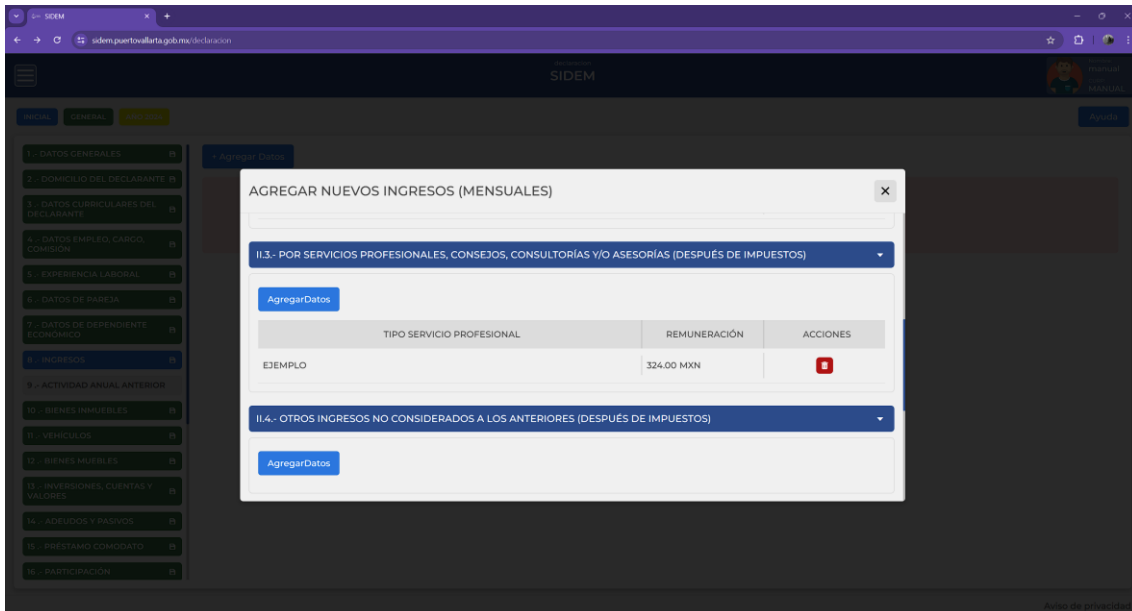 SIDEM
sidem.puertovallarta.gob.mx/declaracion
SIDEM
manual
MANUAL
INICIAL
GENERAL
Ayuda
1.- DATOS GENERALES
+ Agregar Datos
2.- DOMICILIO DEL DECLARANTE
3.- DATOS CURRICULARES DEL
DECLARANTE
4.- DATOS EMPLEO, CARGO,
COMISIÓN
5.- EXPERIENCIA LABORAL
6.- DATOS DE PAREJA
7.- DATOS DE DEPENDIENTE
ECONÓMICO
8.- INGRESOS
9.- ACTIVIDAD ANUAL ANTERIOR
10.- BIENES INMUEBLES
11.- VEHICULOS
12.- BIENES MUEBLES
13.- INVERSIONES, CUENTAS Y
VALORES
14.- ADEUDOS Y PASIVOS
15.- PRÉSTAMO COMODATO
16.- PARTICIPACION
AGREGAR NUEVOS INGRESOS (MENSUALES)
II.3.- POR SERVICIOS PROFESIONALES, CONSEJOS, CONSULTORÍAS Y/O ASESORÍAS (DESPUÉS DE IMPUESTOS)
AgregarDatos
TIPO SERVICIO PROFESIONAL REMUNERACIÓN ACCIONES
EJEMPLO 324.00 MXN
II.4.- OTROS INGRESOS NO CONSIDERADOS A LOS ANTERIORES (DESPUÉS DE IMPUESTOS)
AgregarDatos
Aviso de privacidad